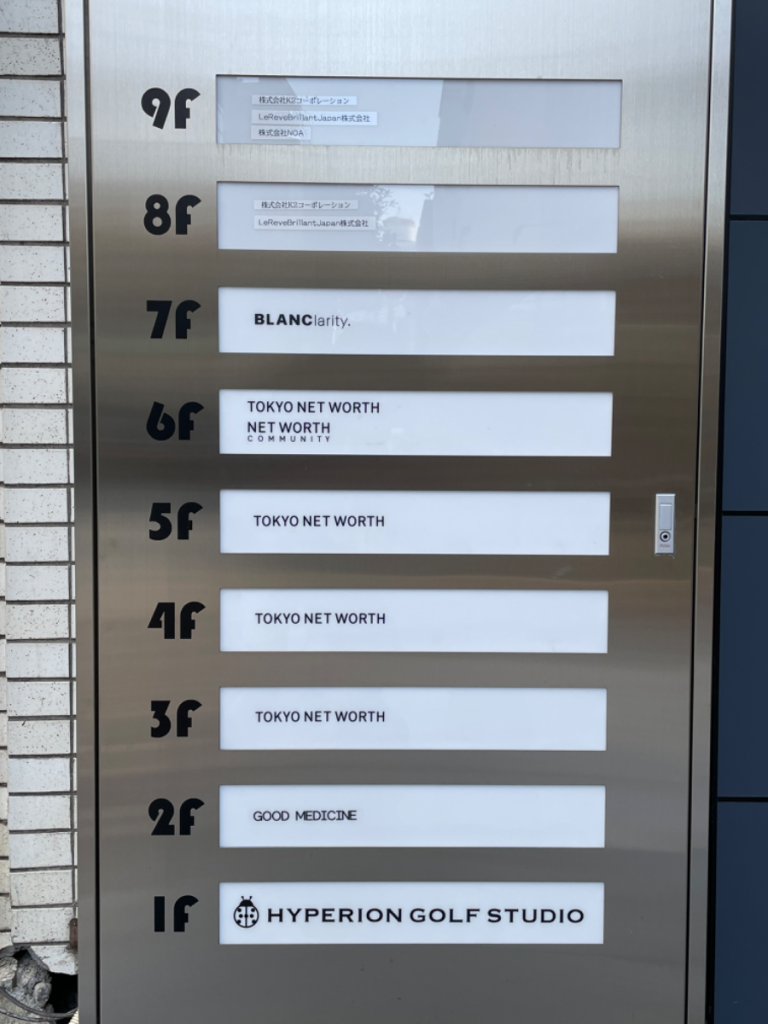 9F
株式会社K2コーポレーション
LeReveBrillantJapan株式会社
株式会社NOA
8F
株式会社K2コーポレーション
LeReveBrillantJapan株式会社
7F
BLANClarity.
6F
TOKYO NET WORTH
NET WORTH
COMMUNITY
5F
TOKYO NET WORTH
4F
TOKYO NET WORTH
3F
TOKYO NET WORTH
2F
GOOD MEDICINE
1F
HYPERION GOLF STUDIO